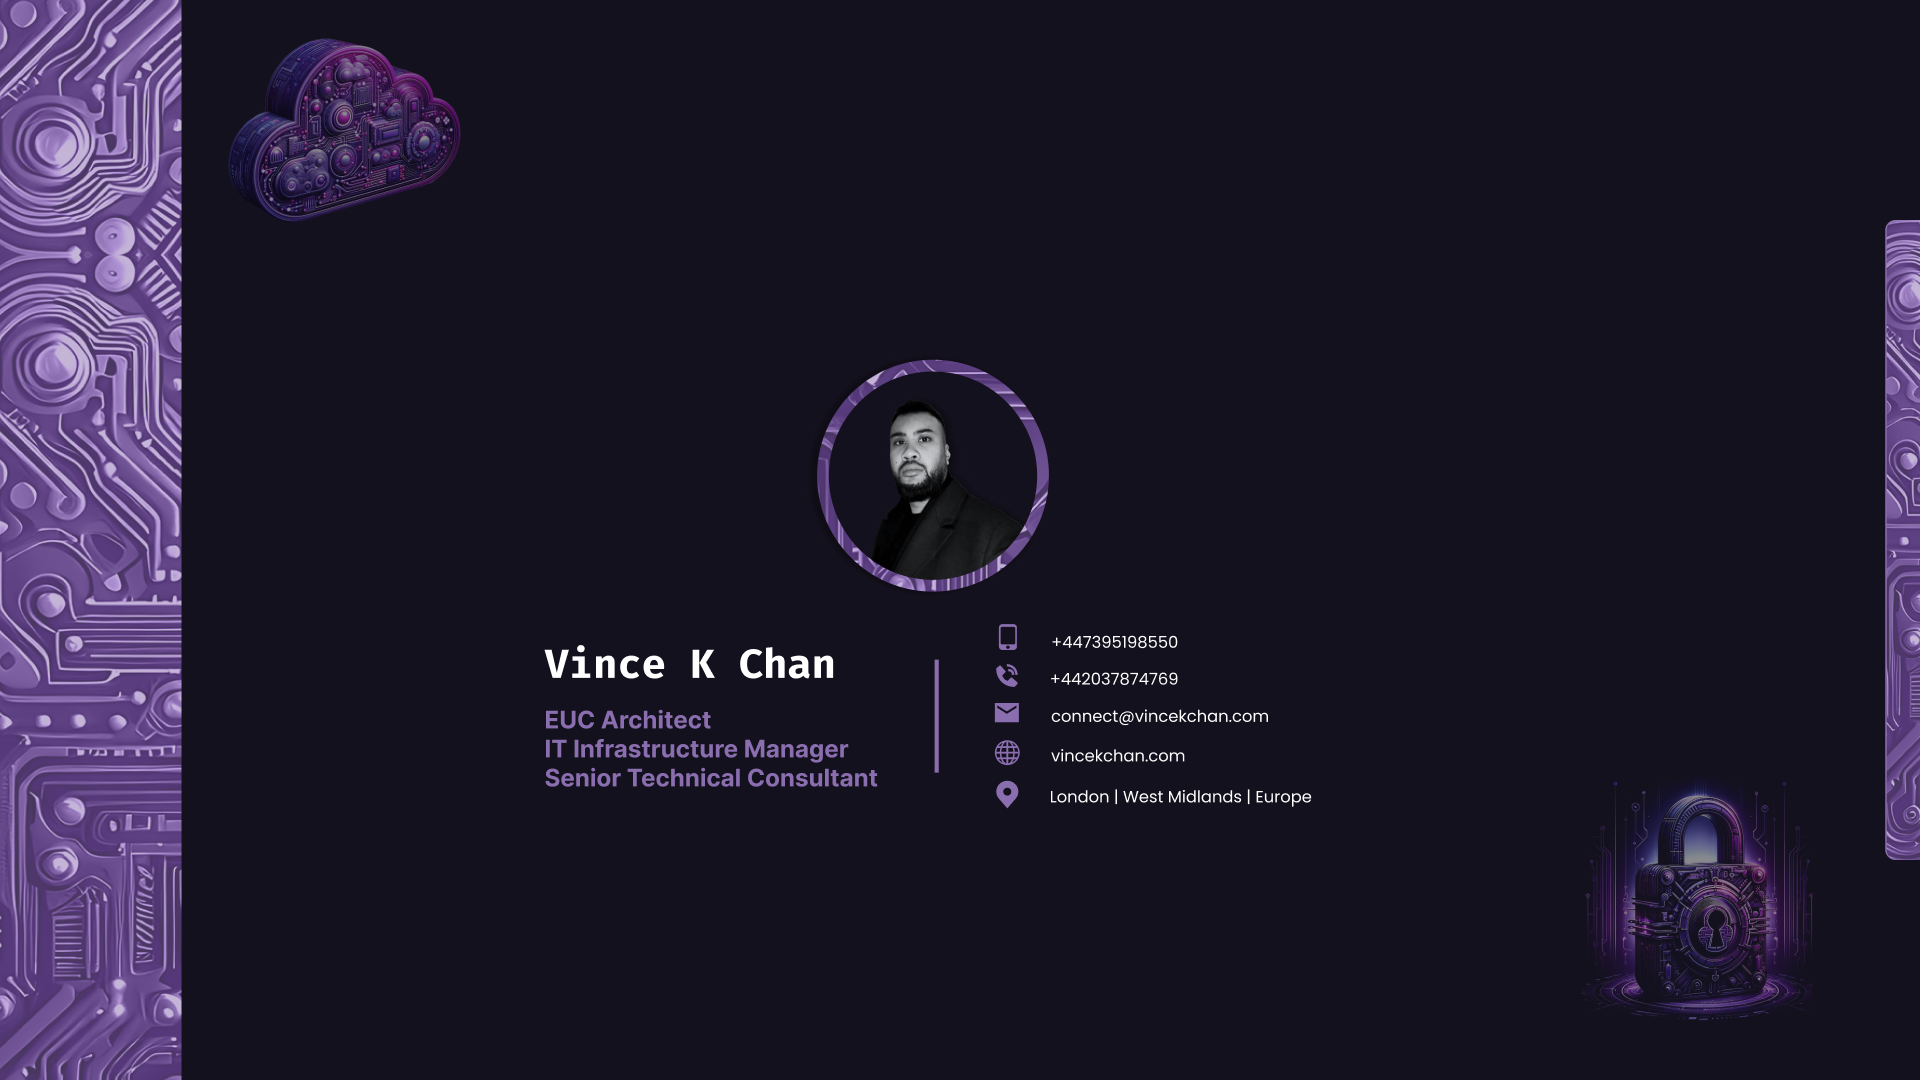 Vince K Chan
EUC Architect
IT Infrastructure Manager
Senior Technical Consultant
+447395198550
+442037874769
connect@vincekchan.com
vincekchan.com
London | West Midlands | Europe